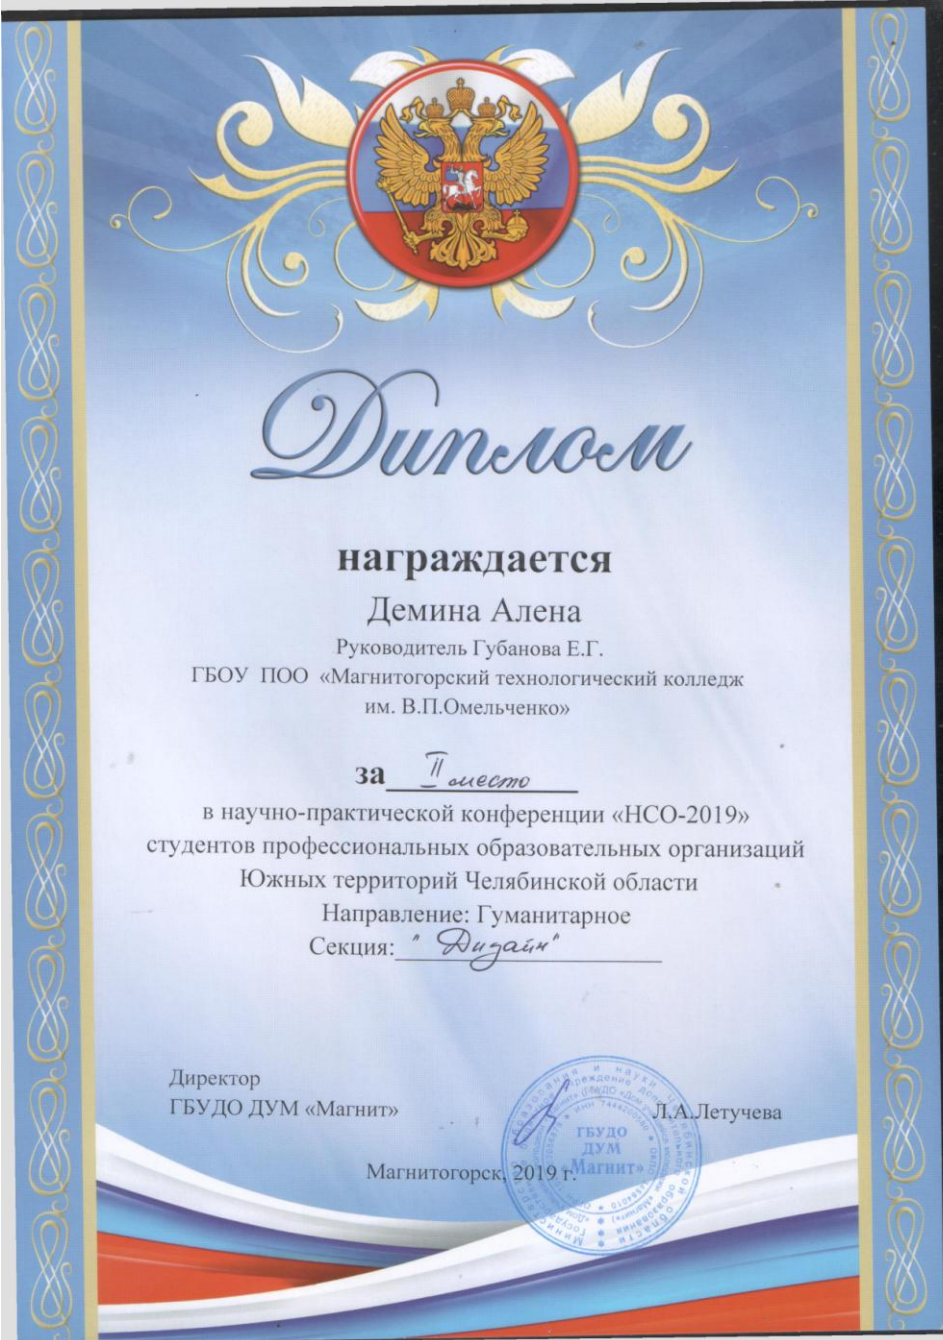 Диплом
награждается
Демина Алена
Руководитель Губанова Е.Г.
ГБОУ ПОО «Магнитогорский технологический колледж
им. В.П.Омельченко»
за II место
в научно-практической конференции «НСО-2019»
студентов профессиональных образовательных организаций
Южных территорий Челябинской области
Направление: Гуманитарное
Секция: "Дизайн"
Директор
ГБУДО ДУМ «Магнит»
Л.А.Летучева
ГБУДО
ДУМ
«Магнит»
Магнитогорск, 2019 г.